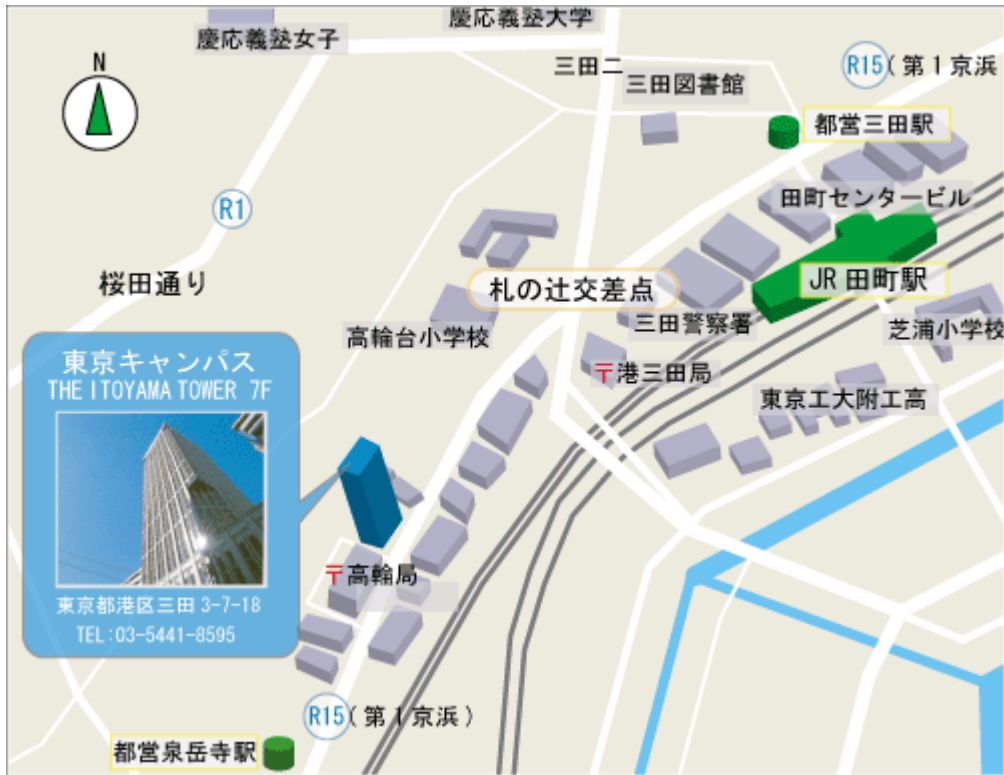 慶応義塾大学
慶応義塾女子
N
三田二
R15(第1京浜
三田図書館
都営三田駅
R1
田町センタービル
桜田通り
札の辻交差点
JR 田町駅
三田警察署
高輪台小学校
芝浦小学校
東京キャンパス
THE ITOYAMA TOWER 7F
〒港三田局
東京工大附工高
〒高輪局
東京都港区三田 3-7-18
TEL:03-5441-8595
R15(第1京浜)
都営泉岳寺駅